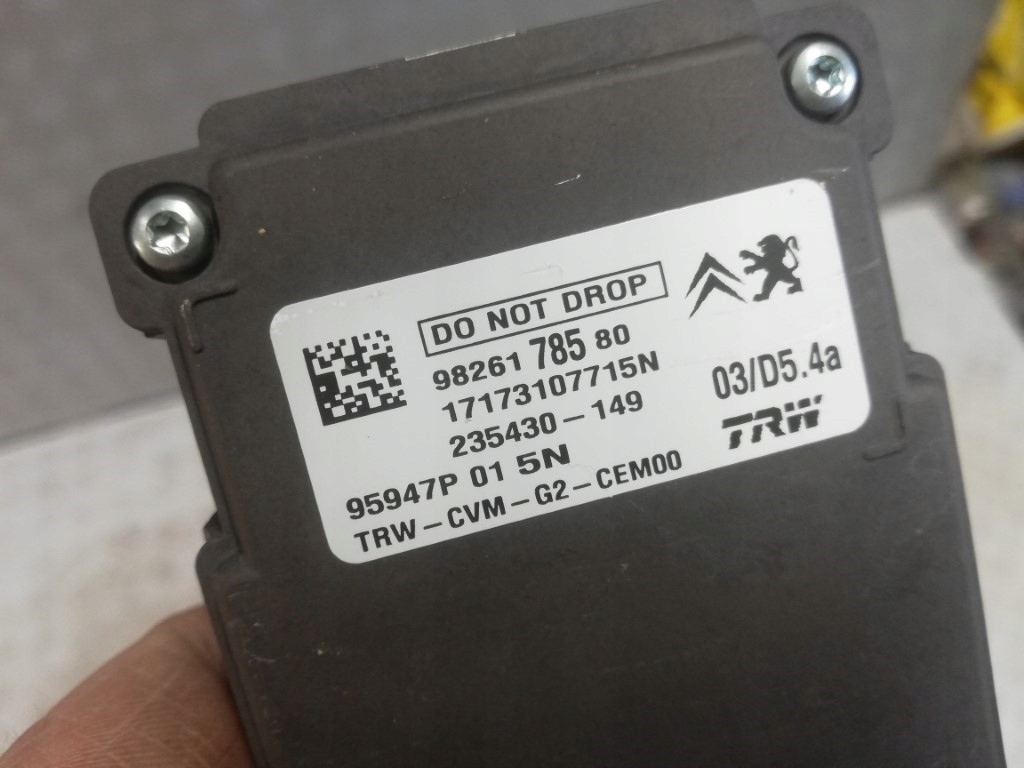 DO NOT DROP
98261 785 80
17173107715N
235430-149
03/D5.4a
TRW
95947P 01 5N
TRW-CVM-G2-CEM00